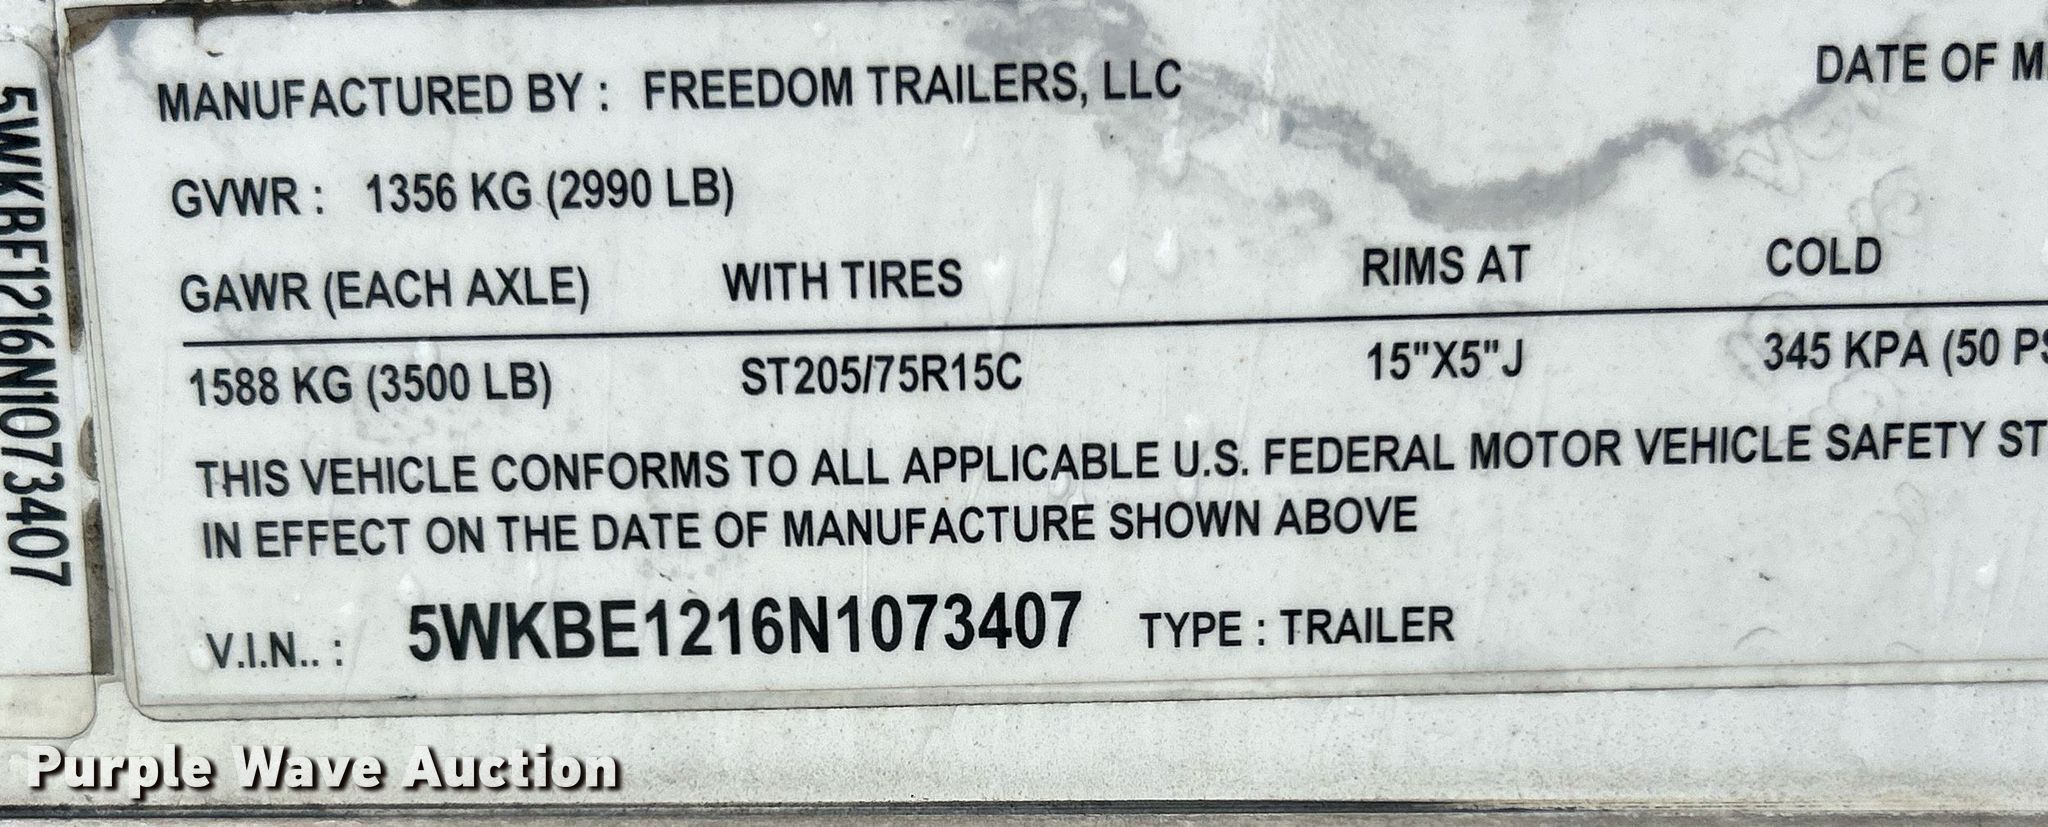 MANUFACTURED BY : FREEDOM TRAILERS, LLC DATE OF
GVWR : 1356 KG (2990 LB)
GAWR (EACH AXLE) WITH TIRES RIMS AT COLD
1588 KG (3500 LB) ST205/75R15C 15"X5"J 345 KPA (50
THIS VEHICLE CONFORMS TO ALL APPLICABLE U.S. FEDERAL MOTOR VEHICLE SAFETY ST
IN EFFECT ON THE DATE OF MANUFACTURE SHOWN ABOVE
V.I.N.. : 5WKBE1216N1073407 TYPE : TRAILER
5WKBE1216N1073407
Purple Wave Auction